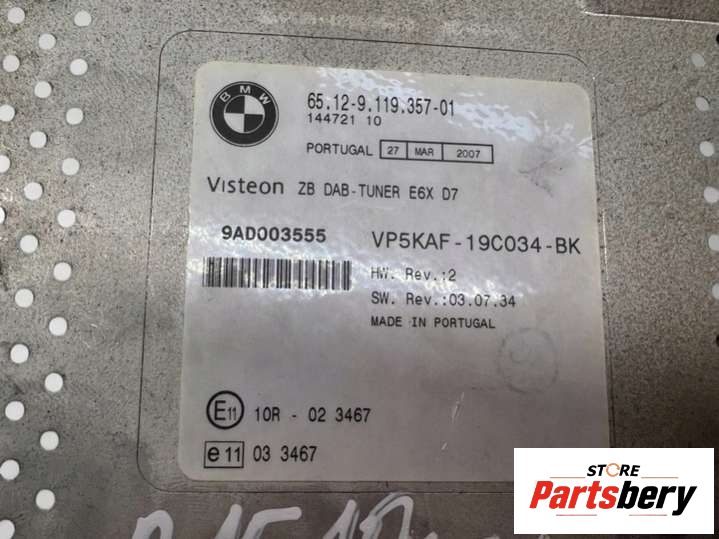 BMW
65.12-9.119.357-01
144721 10
PORTUGAL 27 MAR 2007
Visteon ZB DAB-TUNER E6X D7
9AD003555 VP5KAF-19C034-BK
HW. Rev.:2
SW. Rev.:03.07.34
MADE IN PORTUGAL
E11 10R - 02 3467
e 11 03 3467
STORE
Partsbery